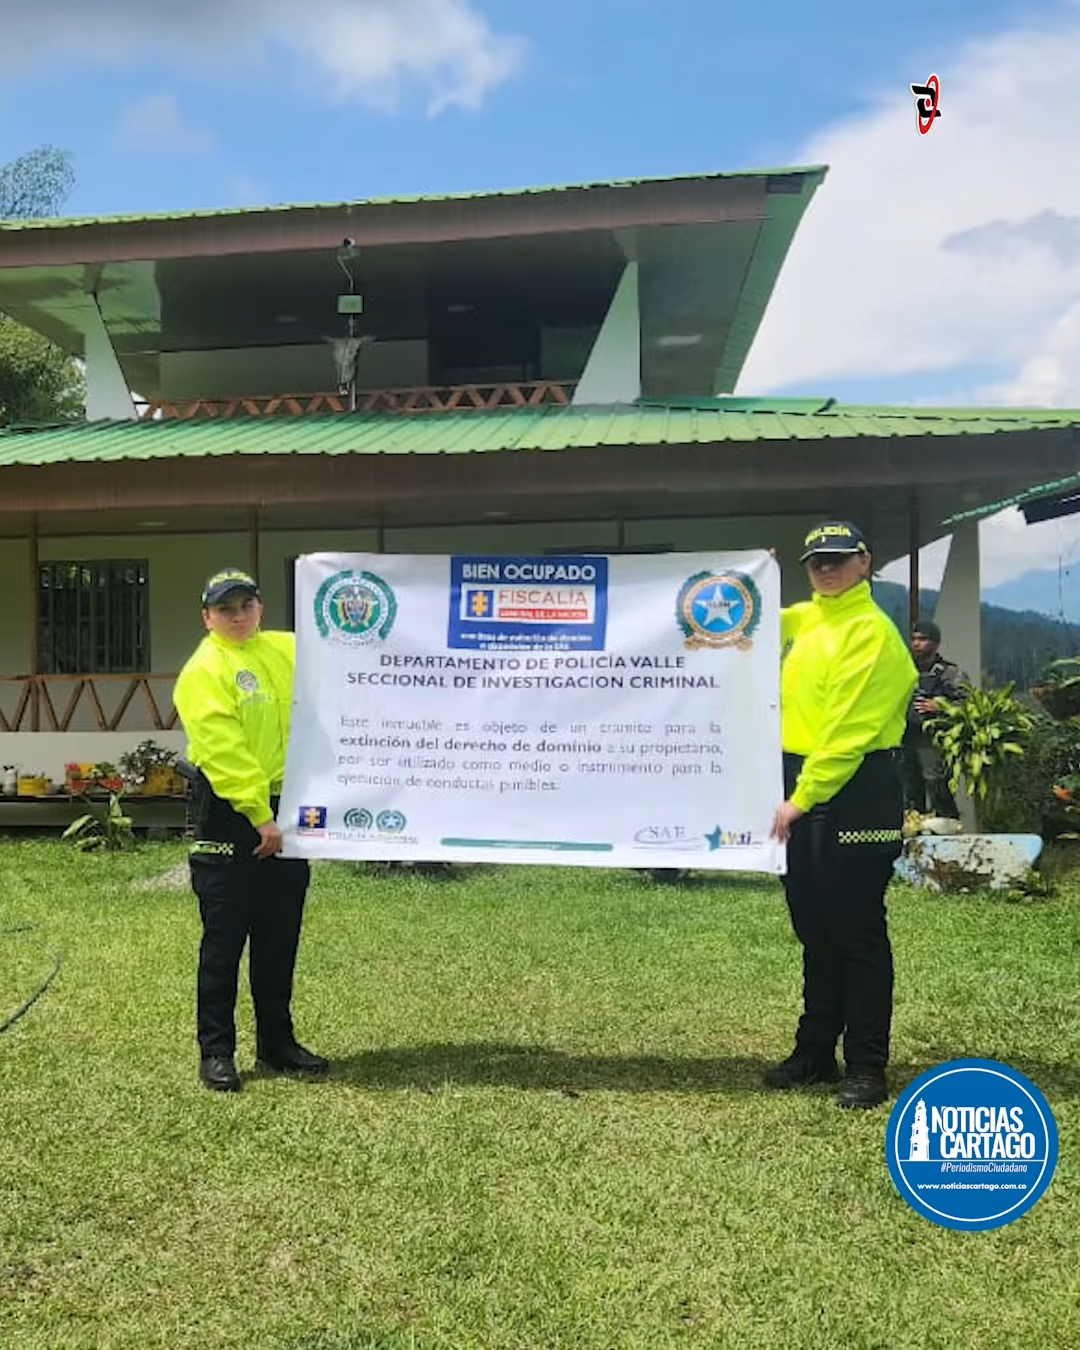 POLICÍA
POLICÍA
BIEN OCUPADO
FISCALÍA
GENERAL DE LA NACIÓN
DEPARTAMENTO DE POLICÍA VALLE
SECCIONAL DE INVESTIGACION CRIMINAL
Este inmueble es objeto de un tramite para la
extinción del derecho de dominio a su propietario,
por ser utilizado como medio o instrumento para la
ejecución de conductas punibles.
SAE
NOTICIAS
CARTAGO
#PeriodismoCiudadano
www.noticiascartago.com.co